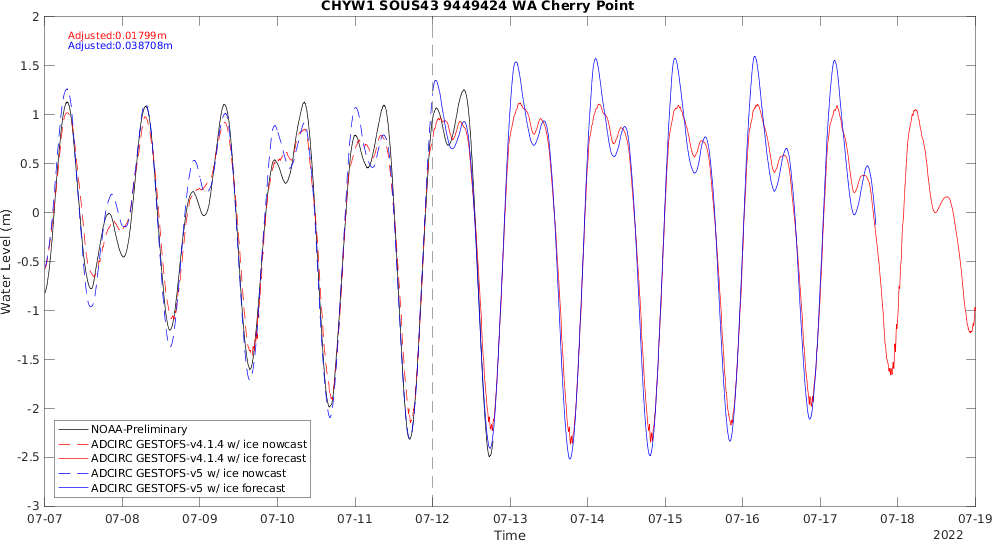 CHYW1 SOUS43 9449424 WA Cherry Point
Adjusted:0.01799m
Adjusted:0.038708m
2
1.5
1
0.5
0
-0.5
-1
-1.5
-2
-2.5
-3
Water Level (m)
NOAA-Preliminary
ADCIRC GESTOFS-v4.1.4 w/ ice nowcast
ADCIRC GESTOFS-v4.1.4 w/ ice forecast
ADCIRC GESTOFS-v5 w/ ice nowcast
ADCIRC GESTOFS-v5 w/ ice forecast
07-07 07-08 07-09 07-10 07-11 07-12 07-13 07-14 07-15 07-16 07-17 07-18 07-19
Time
2022